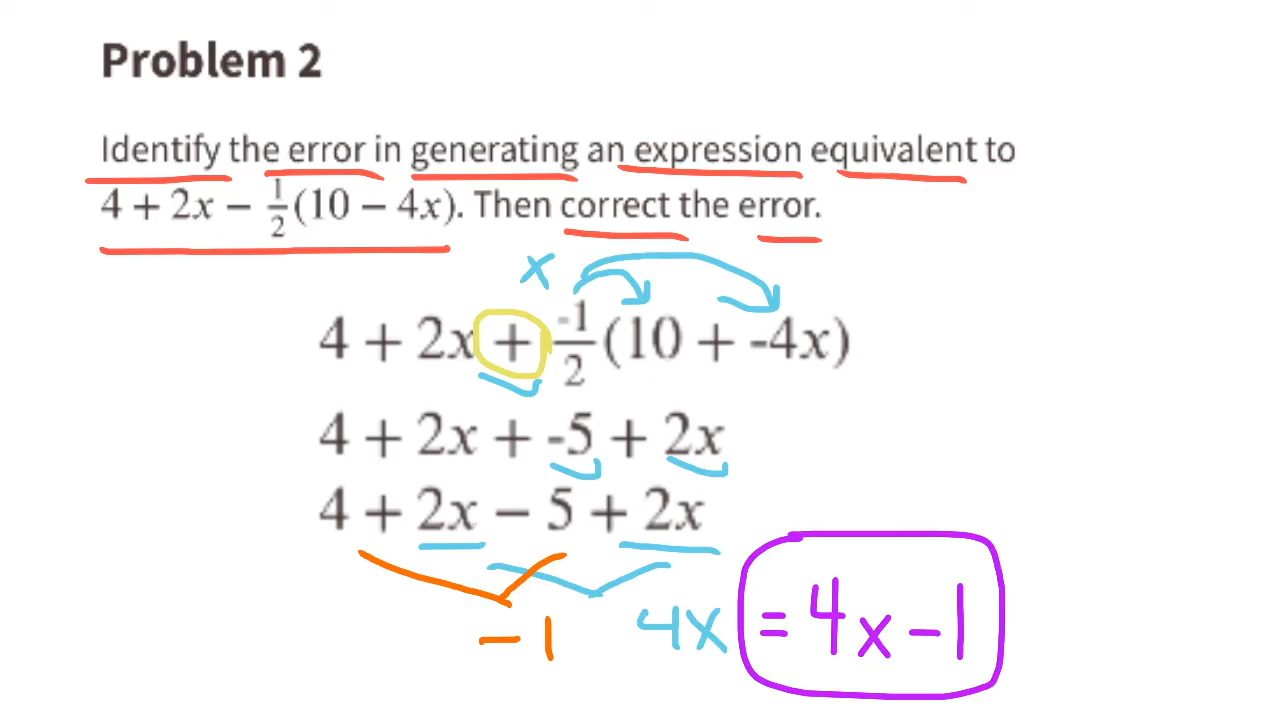 Problem 2
Identify the error in generating an expression equivalent to
4 + 2x − 1/2(10 − 4x). Then correct the error.
x
4 + 2x + -1/2(10 + -4x)
4 + 2x + -5 + 2x
4 + 2x − 5 + 2x
−1 4x = 4x − 1